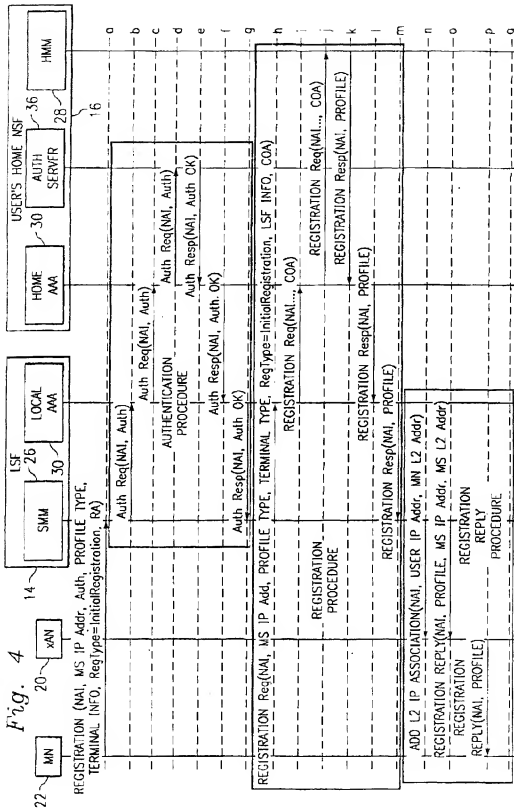 Fig. 4
USER'S HOME NSF
LSF
14
26
30
30
36
28
16
22
20
MN
xAN
SMM
LOCAL
AAA
HOME
AAA
AUTH
SERVER
HMM
REGISTRATION (NAI, MS IP Addr, Auth, PROFILE TYPE,
TERMINAL INFO, RegType=InitialRegistration, RA)
a
Auth Req(NAI, Auth)
b
Auth Req(NAI, Auth)
c
AUTHENTICATION
PROCEDURE
Auth Req(NAI, Auth)
d
Auth Resp(NAI, Auth OK)
e
Auth Resp(NAI, Auth OK)
f
Auth Resp(NAI, Auth OK)
g
REGISTRATION Req(NAI, MS IP Add, PROFILE TYPE, TERMINAL TYPE, RegType=InitialRegistration, LSF INFO, COA)
h
REGISTRATION Req(NAI..., COA)
i
REGISTRATION
PROCEDURE
REGISTRATION Req(NAI..., COA)
j
REGISTRATION Resp(NAI, PROFILE)
k
REGISTRATION Resp(NAI, PROFILE)
l
REGISTRATION Resp(NAI, PROFILE)
m
ADD L2 IP ASSOCIATION(NAI, USER IP Addr, MN L2 Addr)
n
REGISTRATION REPLY(NAI, PROFILE, MS IP Addr, MS L2 Addr)
o
REGISTRATION
REPLY(NAI, PROFILE)
REGISTRATION
REPLY
PROCEDURE
p
q